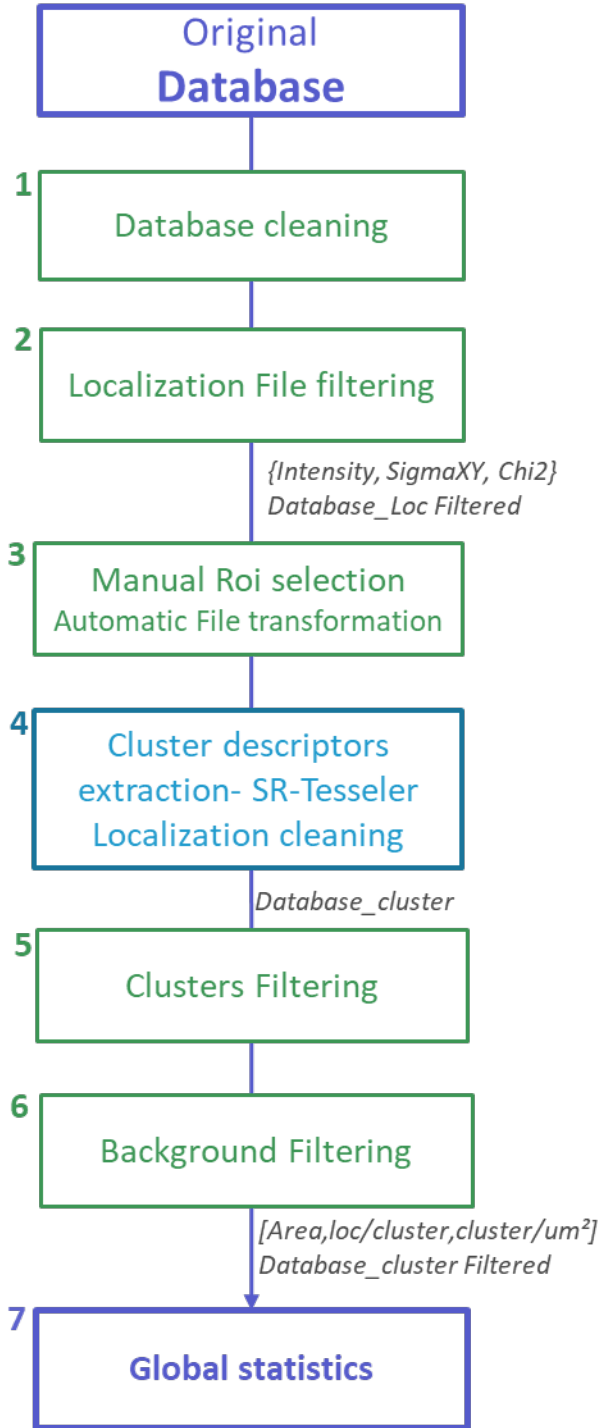 Original
Database
1
Database cleaning
2
Localization File filtering
{Intensity, SigmaXY, Chi2}
Database_Loc Filtered
3
Manual Roi selection
Automatic File transformation
4
Cluster descriptors
extraction- SR-Tesseler
Localization cleaning
Database_cluster
5
Clusters Filtering
6
Background Filtering
[Area,loc/cluster,cluster/um²]
Database_cluster Filtered
7
Global statistics